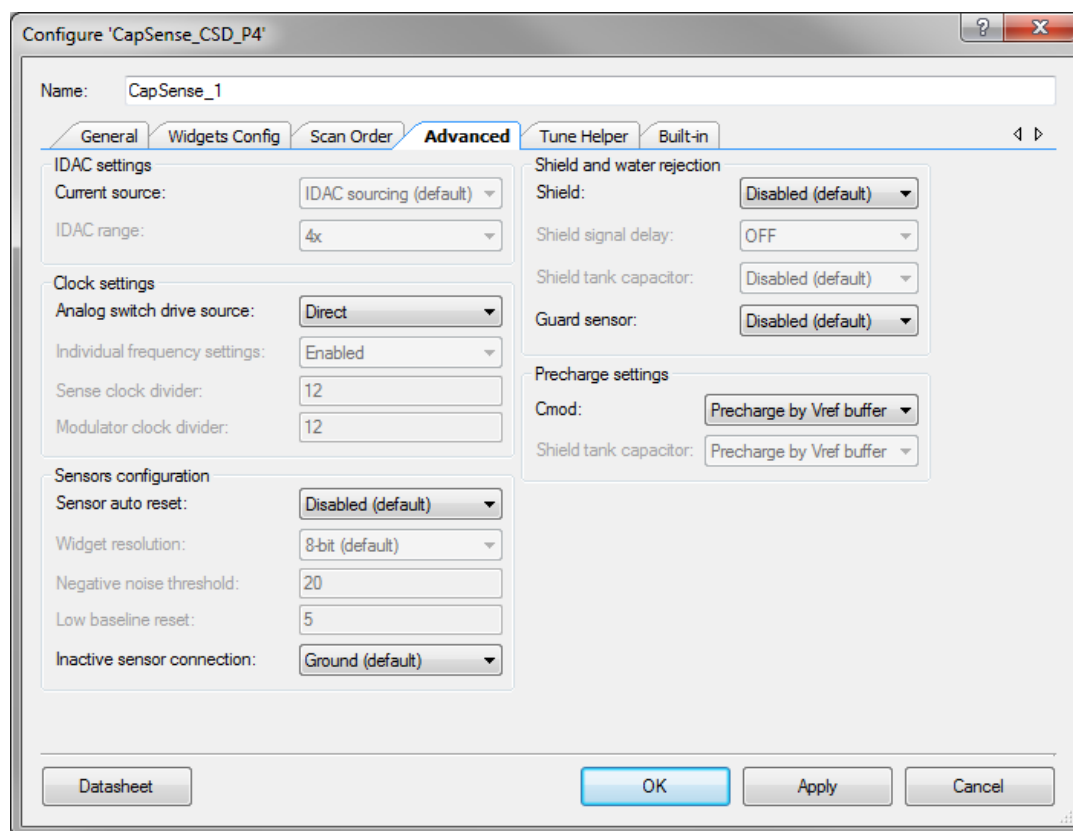 Configure 'CapSense_CSD_P4'
Name: CapSense_1
General Widgets Config Scan Order Advanced Tune Helper Built-in
IDAC settings
Current source: IDAC sourcing (default)
IDAC range: 4x
Clock settings
Analog switch drive source: Direct
Individual frequency settings: Enabled
Sense clock divider: 12
Modulator clock divider: 12
Sensors configuration
Sensor auto reset: Disabled (default)
Widget resolution: 8-bit (default)
Negative noise threshold: 20
Low baseline reset: 5
Inactive sensor connection: Ground (default)
Shield and water rejection
Shield: Disabled (default)
Shield signal delay: OFF
Shield tank capacitor: Disabled (default)
Guard sensor: Disabled (default)
Precharge settings
Cmod: Precharge by Vref buffer
Shield tank capacitor: Precharge by Vref buffer
Datasheet OK Apply Cancel